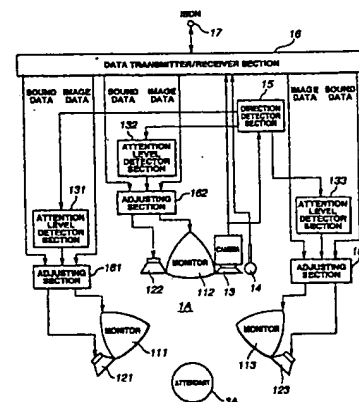 ISDN
17
16
DATA TRANSMITTER/RECEIVER SECTION
SOUND DATA
IMAGE DATA
SOUND DATA
IMAGE DATA
15
IMAGE DATA
SOUND DATA
DIRECTION
DETECTOR
SECTION
132
ATTENTION
LEVEL
DETECTOR
SECTION
131
133
ATTENTION
LEVEL
DETECTOR
SECTION
162
ADJUSTING
SECTION
ATTENTION
LEVEL
DETECTOR
SECTION
CAMERA
161
ADJUSTING
SECTION
ADJUSTING
SECTION
MONITOR
122
112
13
14
1A
MONITOR
111
MONITOR
113
121
123
ATTENDANT